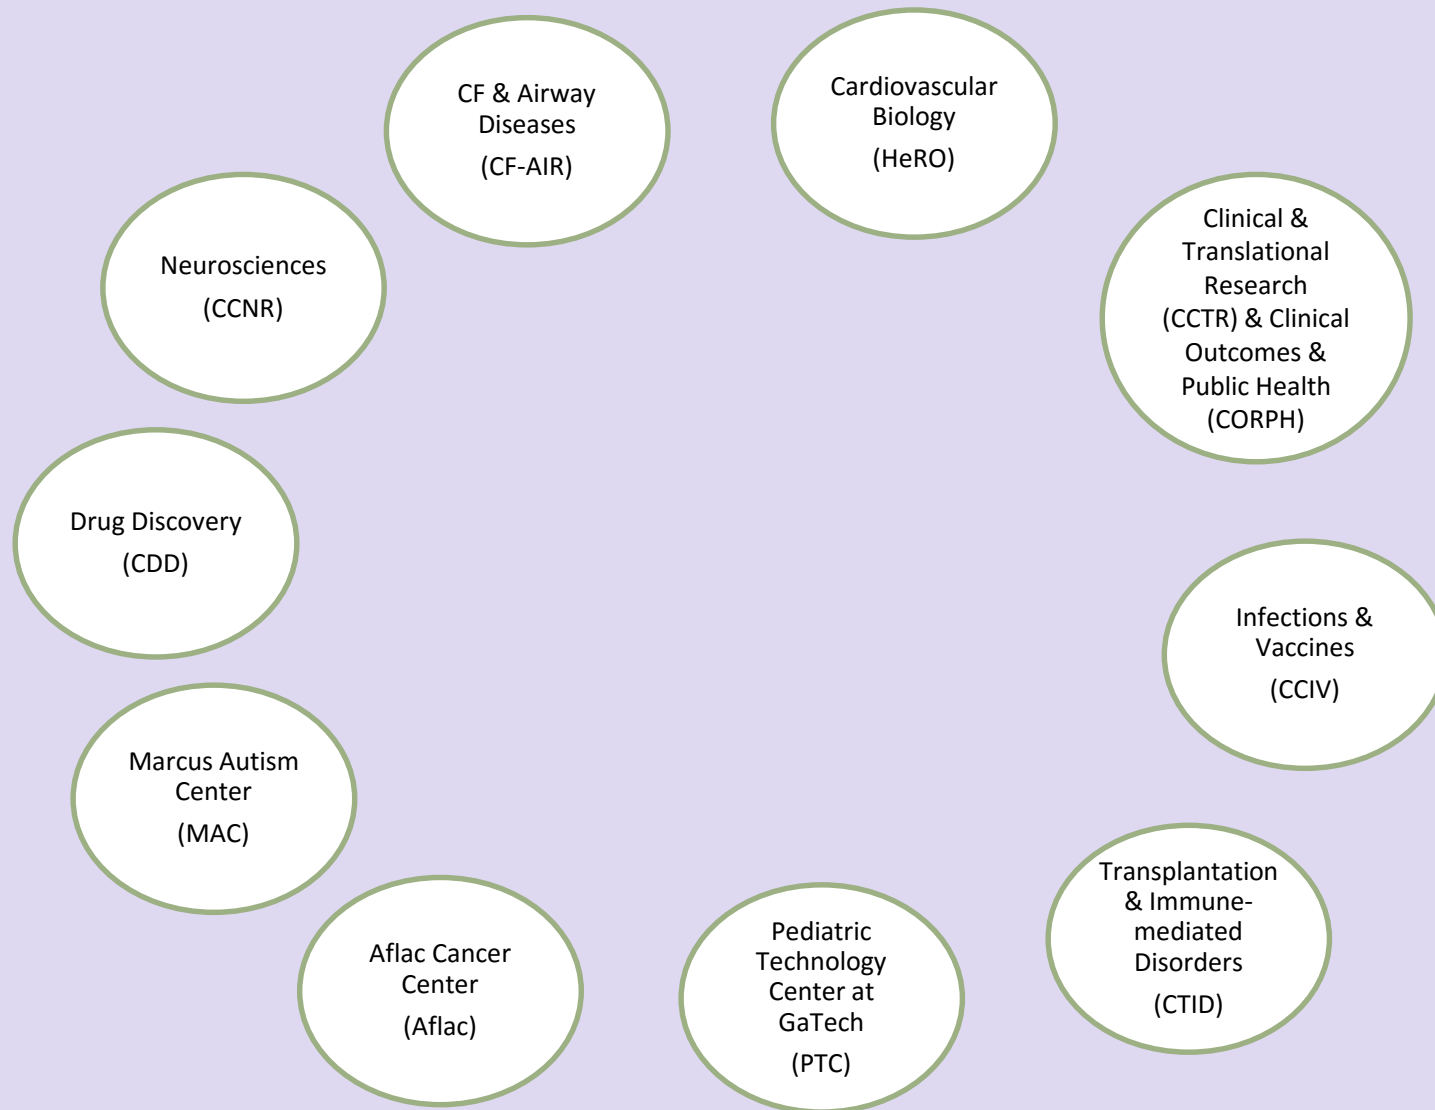 CF & Airway
Diseases
(CF-AIR)
Cardiovascular
Biology
(HeRO)
Clinical &
Translational
Research
(CCTR) & Clinical
Outcomes &
Public Health
(CORPH)
Neurosciences
(CCNR)
Drug Discovery
(CDD)
Infections &
Vaccines
(CCIV)
Marcus Autism
Center
(MAC)
Transplantation
& Immune-
mediated
Disorders
(CTID)
Aflac Cancer
Center
(Aflac)
Pediatric
Technology
Center at
GaTech
(PTC)